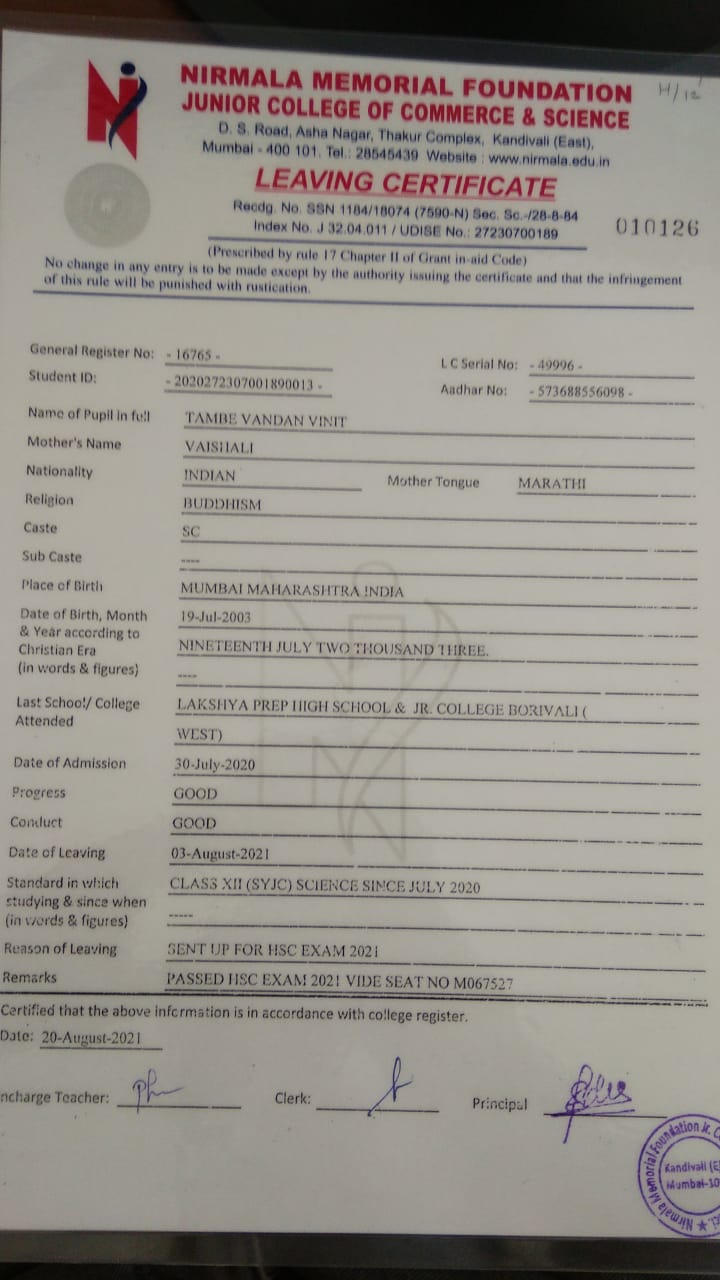 H/12
NIRMALA MEMORIAL FOUNDATION
JUNIOR COLLEGE OF COMMERCE & SCIENCE
D. S. Road, Asha Nagar, Thakur Complex, Kandivali (East),
Mumbai - 400 101. Tel.: 28545439 Website : www.nirmala.edu.in
LEAVING CERTIFICATE
Recdg. No. SSN 1184/18074 (7590-N) Sec. Sc.-/28-8-84
Index No. J 32.04.011 / UDISE No.: 27230700189
010126
(Prescribed by rule 17 Chapter II of Grant in-aid Code)
No change in any entry is to be made except by the authority issuing the certificate and that the infringement
of this rule will be punished with rustication.
General Register No: - 16765 -
L C Serial No: - 49996 -
Student ID: - 2020272307001890013 -
Aadhar No: - 573688556098 -
Name of Pupil in full TAMBE VANDAN VINIT
Mother's Name VAISHALI
Nationality INDIAN Mother Tongue MARATHI
Religion BUDDHISM
Caste SC
Sub Caste ----
Place of Birth MUMBAI MAHARASHTRA INDIA
Date of Birth, Month 19-Jul-2003
& Year according to
Christian Era NINETEENTH JULY TWO THOUSAND THREE.
(in words & figures) ----
Last School/ College LAKSHYA PREP HIGH SCHOOL & JR. COLLEGE BORIVALI (
Attended WEST)
Date of Admission 30-July-2020
Progress GOOD
Conduct GOOD
Date of Leaving 03-August-2021
Standard in which CLASS XII (SYJC) SCIENCE SINCE JULY 2020
studying & since when
(in words & figures) -----
Reason of Leaving SENT UP FOR HSC EXAM 2021
Remarks PASSED HSC EXAM 2021 VIDE SEAT NO M067527
Certified that the above information is in accordance with college register.
Date: 20-August-2021
ncharge Teacher: Clerk: Principal
Nirmala Memorial Foundation Jr. C
Kandivali (E
Mumbai-10